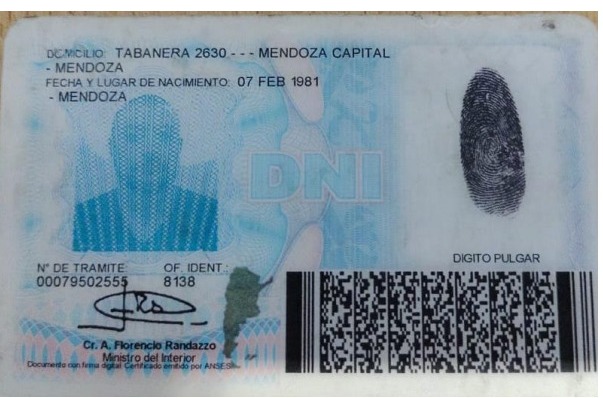 DOMICILIO: TABANERA 2630 - - - MENDOZA CAPITAL
- MENDOZA
FECHA Y LUGAR DE NACIMIENTO: 07 FEB 1981
- MENDOZA
DNI
DIGITO PULGAR
Nº DE TRAMITE OF. IDENT.:
00079502555 8138
Cr. A. Florencio Randazzo
Ministro del Interior
Documento con firma digital. Certificado emitido por ANSES